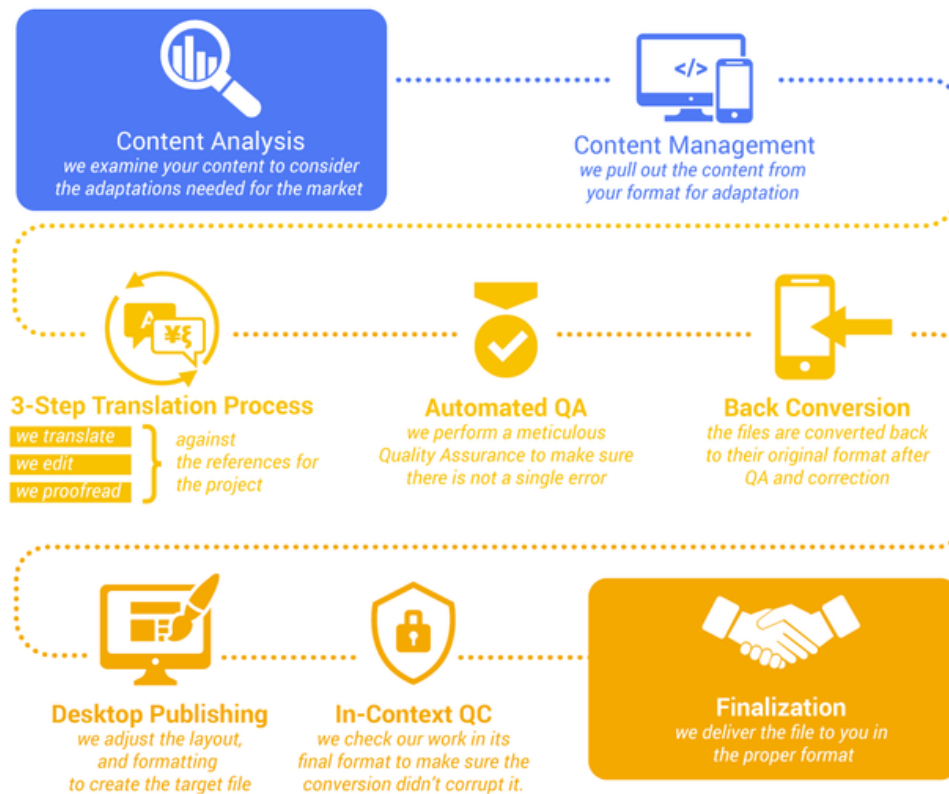 </>
Content Analysis
we examine your content to consider
the adaptations needed for the market
Content Management
we pull out the content from
your format for adaptation
A
¥ξ
3-Step Translation Process
we translate
we edit
we proofread
against
the references for
the project
Automated QA
we perform a meticulous
Quality Assurance to make sure
there is not a single error
Back Conversion
the files are converted back
to their original format after
QA and correction
Desktop Publishing
we adjust the layout,
and formatting
to create the target file
In-Context QC
we check our work in its
final format to make sure the
conversion didn't corrupt it.
Finalization
we deliver the file to you in
the proper format